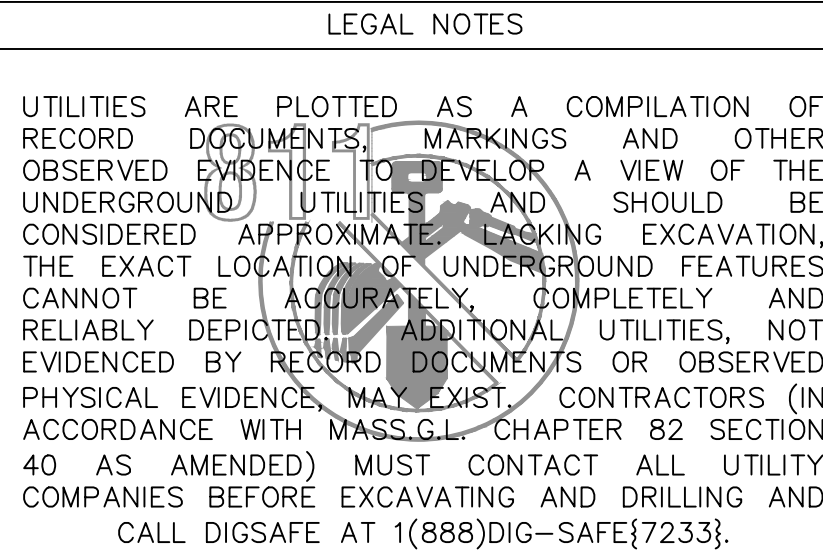 LEGAL NOTES
UTILITIES ARE PLOTTED AS A COMPILATION OF
RECORD DOCUMENTS, MARKINGS AND OTHER
OBSERVED EVIDENCE TO DEVELOP A VIEW OF THE
UNDERGROUND UTILITIES AND SHOULD BE
CONSIDERED APPROXIMATE. LACKING EXCAVATION,
THE EXACT LOCATION OF UNDERGROUND FEATURES
CANNOT BE ACCURATELY, COMPLETELY AND
RELIABLY DEPICTED. ADDITIONAL UTILITIES, NOT
EVIDENCED BY RECORD DOCUMENTS OR OBSERVED
PHYSICAL EVIDENCE, MAY EXIST. CONTRACTORS (IN
ACCORDANCE WITH MASS.G.L. CHAPTER 82 SECTION
40 AS AMENDED) MUST CONTACT ALL UTILITY
COMPANIES BEFORE EXCAVATING AND DRILLING AND
CALL DIGSAFE AT 1(888)DIG-SAFE{7233}.
811